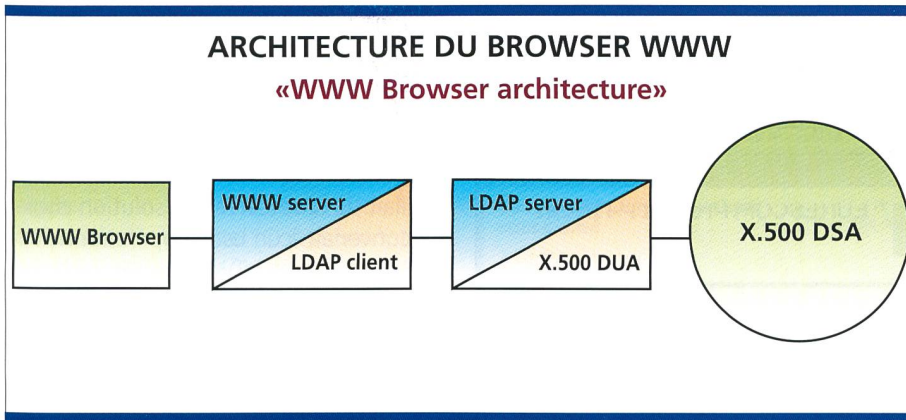 ARCHITECTURE DU BROWSER WWW
«WWW Browser architecture»
WWW Browser
WWW server
LDAP client
LDAP server
X.500 DUA
X.500 DSA